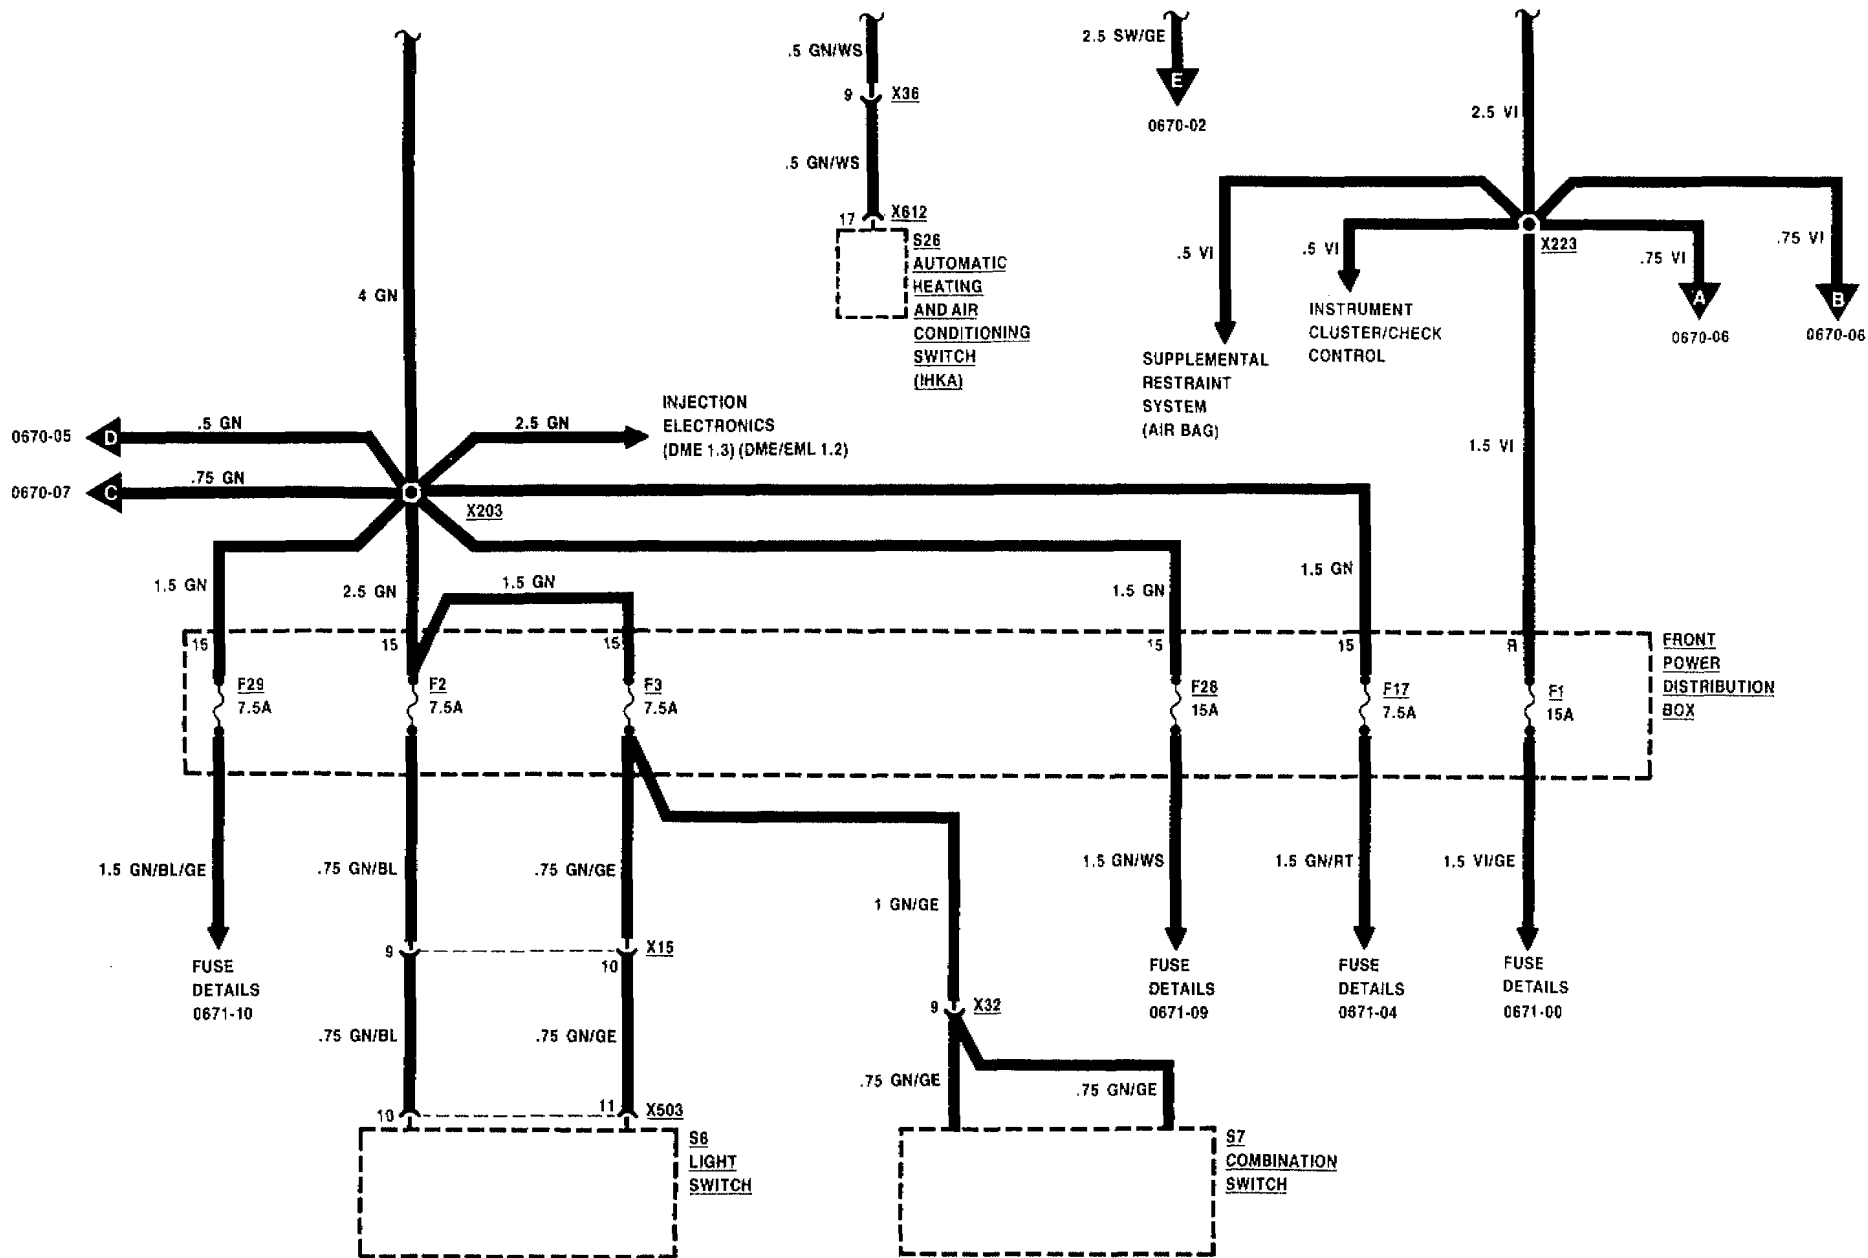 .5 GN/WS
9 X36
.5 GN/WS
17 X612
S26
AUTOMATIC
HEATING
AND AIR
CONDITIONING
SWITCH
(IHKA)
2.5 SW/GE
E
0670-02
2.5 VI
X223
.5 VI
.5 VI
.75 VI
.75 VI
A
0670-06
B
0670-06
INSTRUMENT
CLUSTER/CHECK
CONTROL
SUPPLEMENTAL
RESTRAINT
SYSTEM
(AIR BAG)
1.5 VI
4 GN
0670-05 D .5 GN
2.5 GN
INJECTION
ELECTRONICS
(DME 1.3) (DME/EML 1.2)
0670-07 C .75 GN
X203
1.5 GN
2.5 GN
1.5 GN
1.5 GN
1.5 GN
15 15 15 15 15 R
FRONT
POWER
DISTRIBUTION
BOX
F29
7.5A
F2
7.5A
F3
7.5A
F28
15A
F17
7.5A
F1
15A
1.5 GN/BL/GE
.75 GN/BL
.75 GN/GE
1 GN/GE
1.5 GN/WS
1.5 GN/RT
1.5 VI/GE
FUSE
DETAILS
0671-10
9 10 X15
.75 GN/BL
.75 GN/GE
9 X32
FUSE
DETAILS
0671-09
FUSE
DETAILS
0671-04
FUSE
DETAILS
0671-00
.75 GN/GE
.75 GN/GE
10 11 X503
S6
LIGHT
SWITCH
S7
COMBINATION
SWITCH